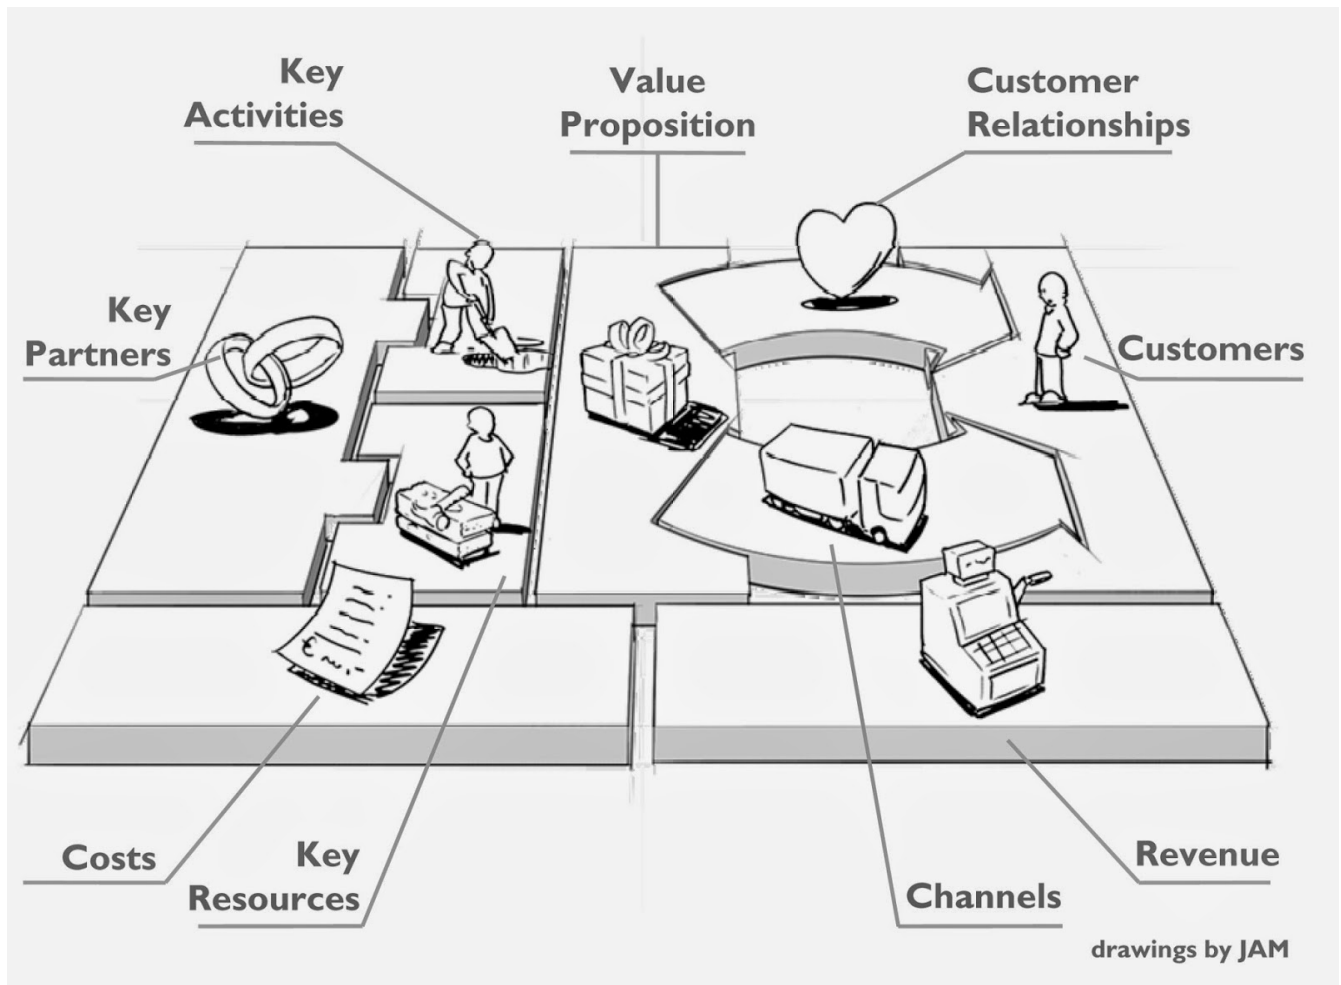 Key
Activities
Value
Proposition
Customer
Relationships
Key
Partners
Customers
Costs
Key
Resources
Channels
Revenue
drawings by JAM